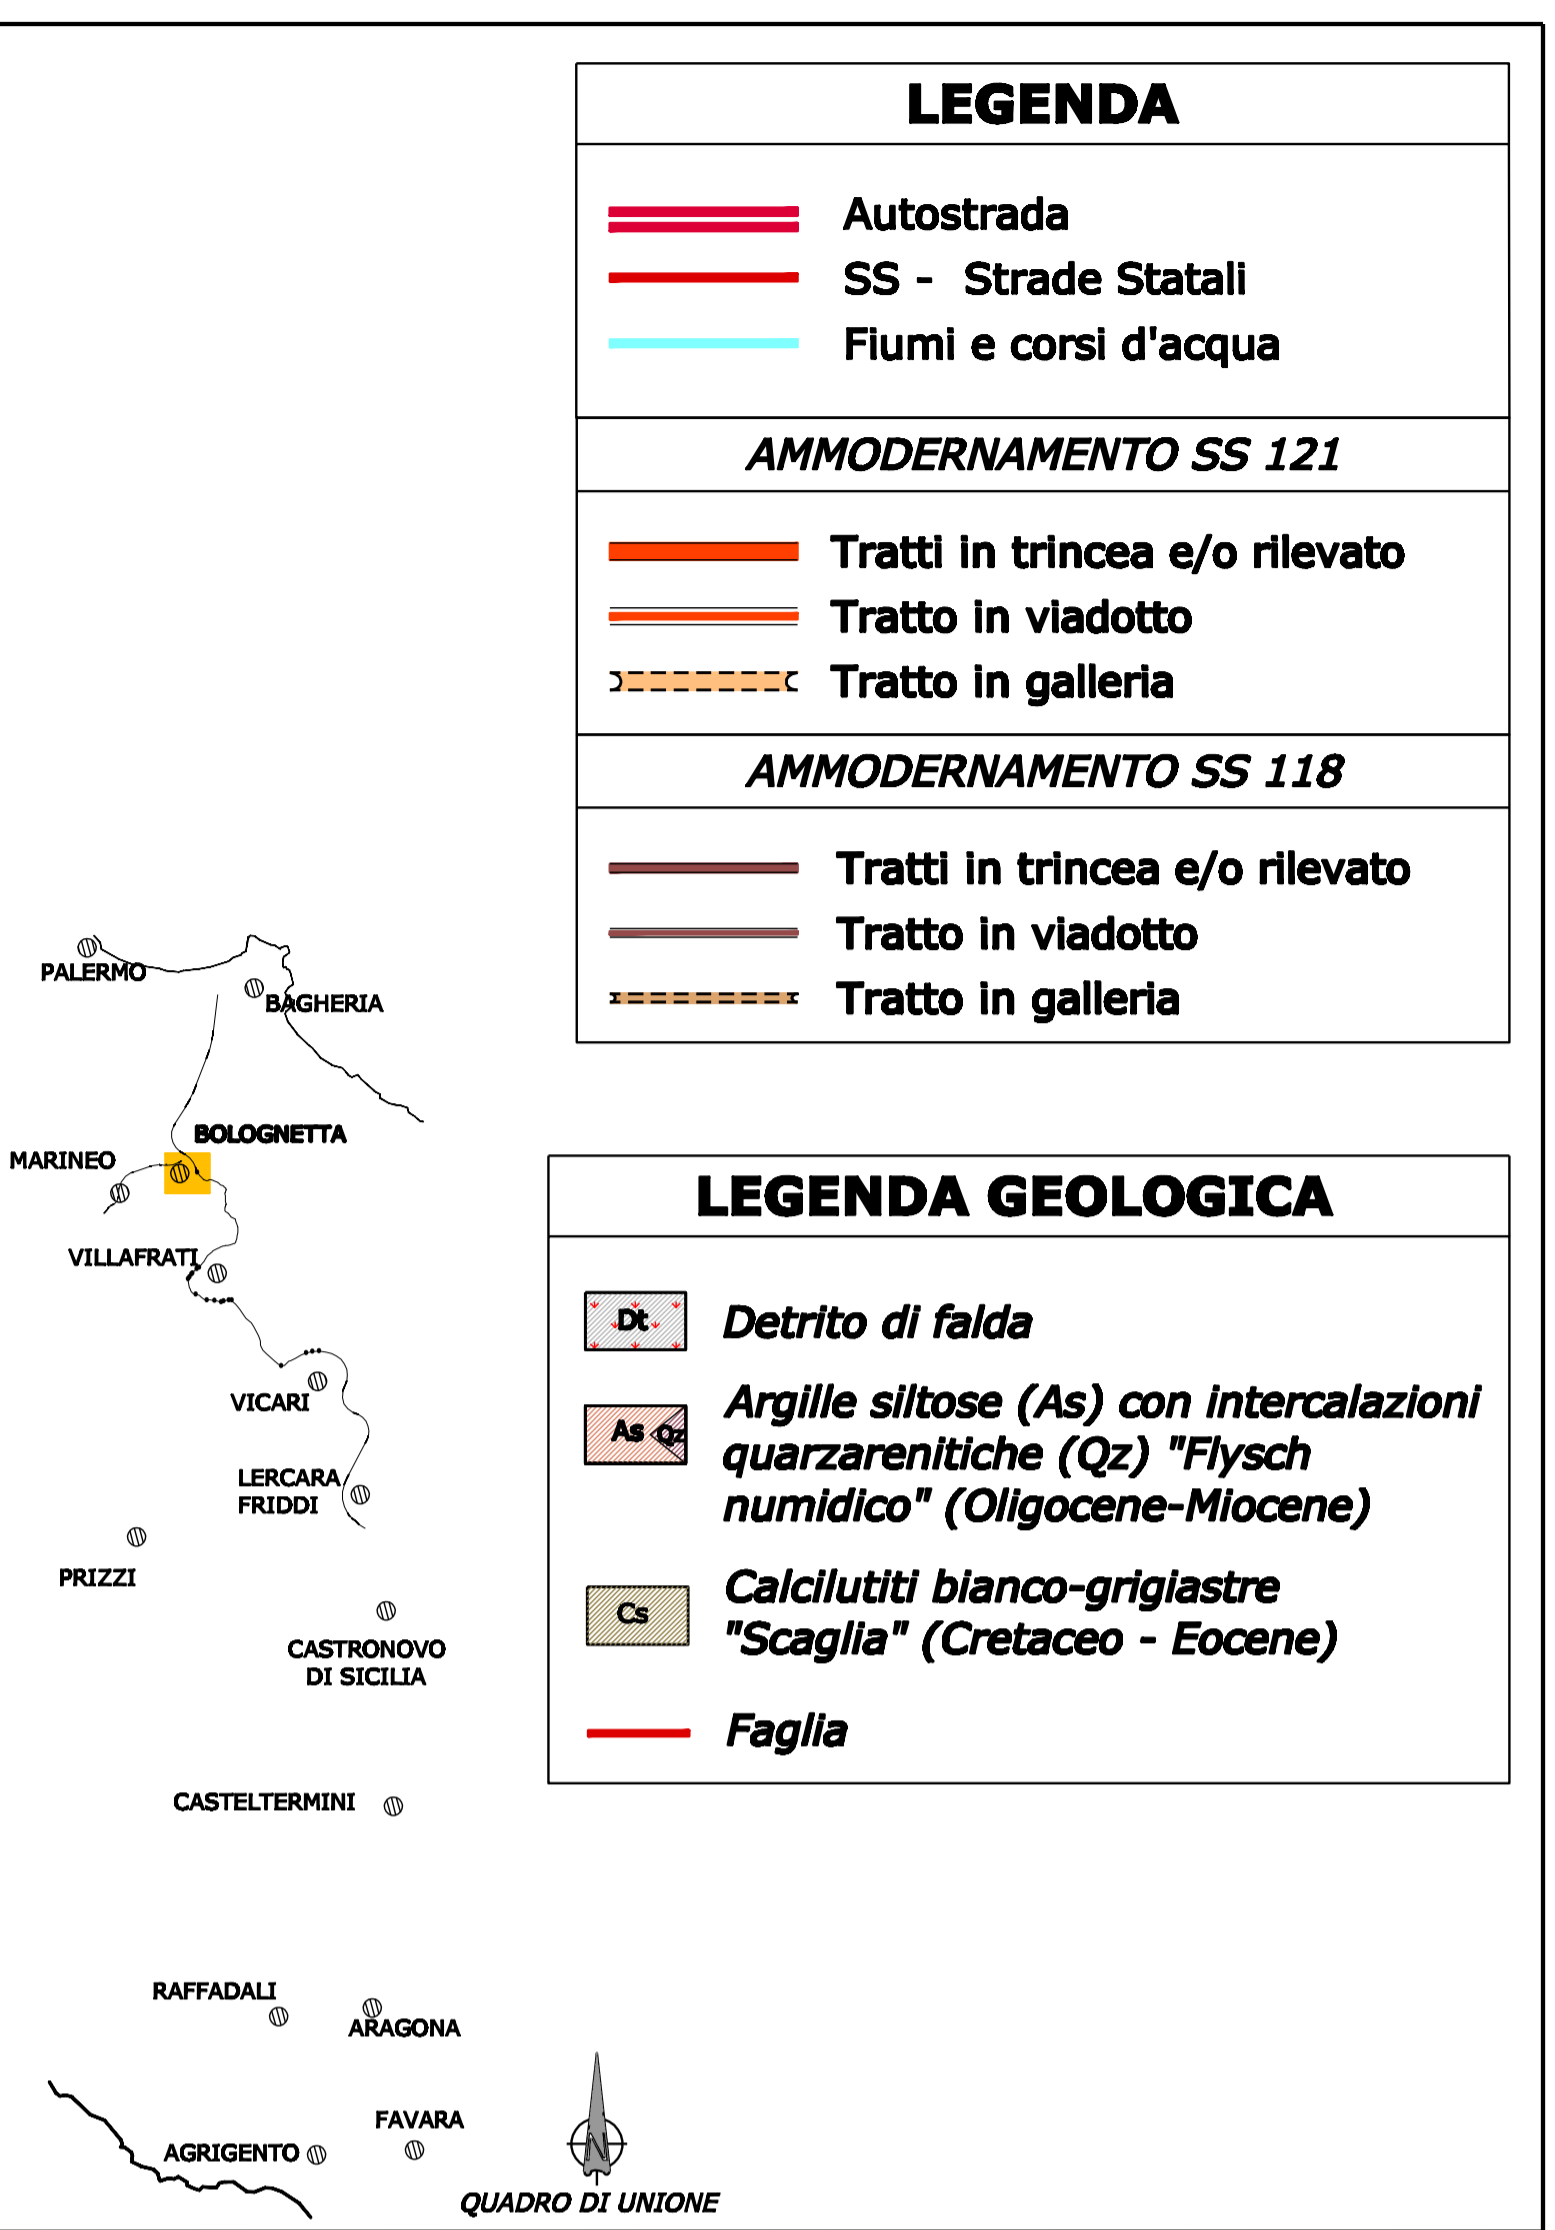 LEGENDA
Autostrada
SS - Strade Statali
Fiumi e corsi d'acqua
AMMODERNAMENTO SS 121
Tratti in trincea e/o rilevato
Tratto in viadotto
Tratto in galleria
AMMODERNAMENTO SS 118
Tratti in trincea e/o rilevato
Tratto in viadotto
Tratto in galleria
PALERMO
BAGHERIA
BOLOGNETTA
MARINEO
VILLAFRATI
VICARI
LERCARA
FRIDDI
PRIZZI
CASTRONOVO
DI SICILIA
CASTELTERMINI
RAFFADALI
ARAGONA
FAVARA
AGRIGENTO
N
QUADRO DI UNIONE
LEGENDA GEOLOGICA
Dt
Detrito di falda
As Qz
Argille siltose (As) con intercalazioni
quarzarenitiche (Qz) "Flysch
numidico" (Oligocene-Miocene)
Cs
Calcilutiti bianco-grigiastre
"Scaglia" (Cretaceo - Eocene)
Faglia